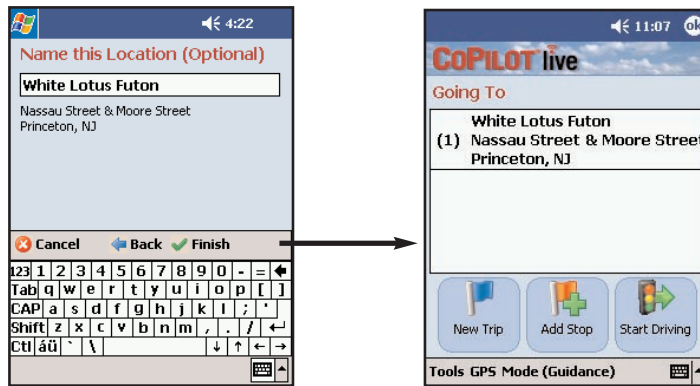 4:22
Name this Location (Optional)
White Lotus Futon
Nassau Street & Moore Street
Princeton, NJ
Cancel Back Finish
123 1 2 3 4 5 6 7 8 9 0 - =
Tab q w e r t y u i o p [ ]
CAP a s d f g h j k l ; '
Shift z x c v b n m , . /
Ctl áü ` \ ↓ ↑ ← →
11:07 ok
COPILOT live
Going To
White Lotus Futon
(1) Nassau Street & Moore Street
Princeton, NJ
New Trip Add Stop Start Driving
Tools GPS Mode (Guidance)